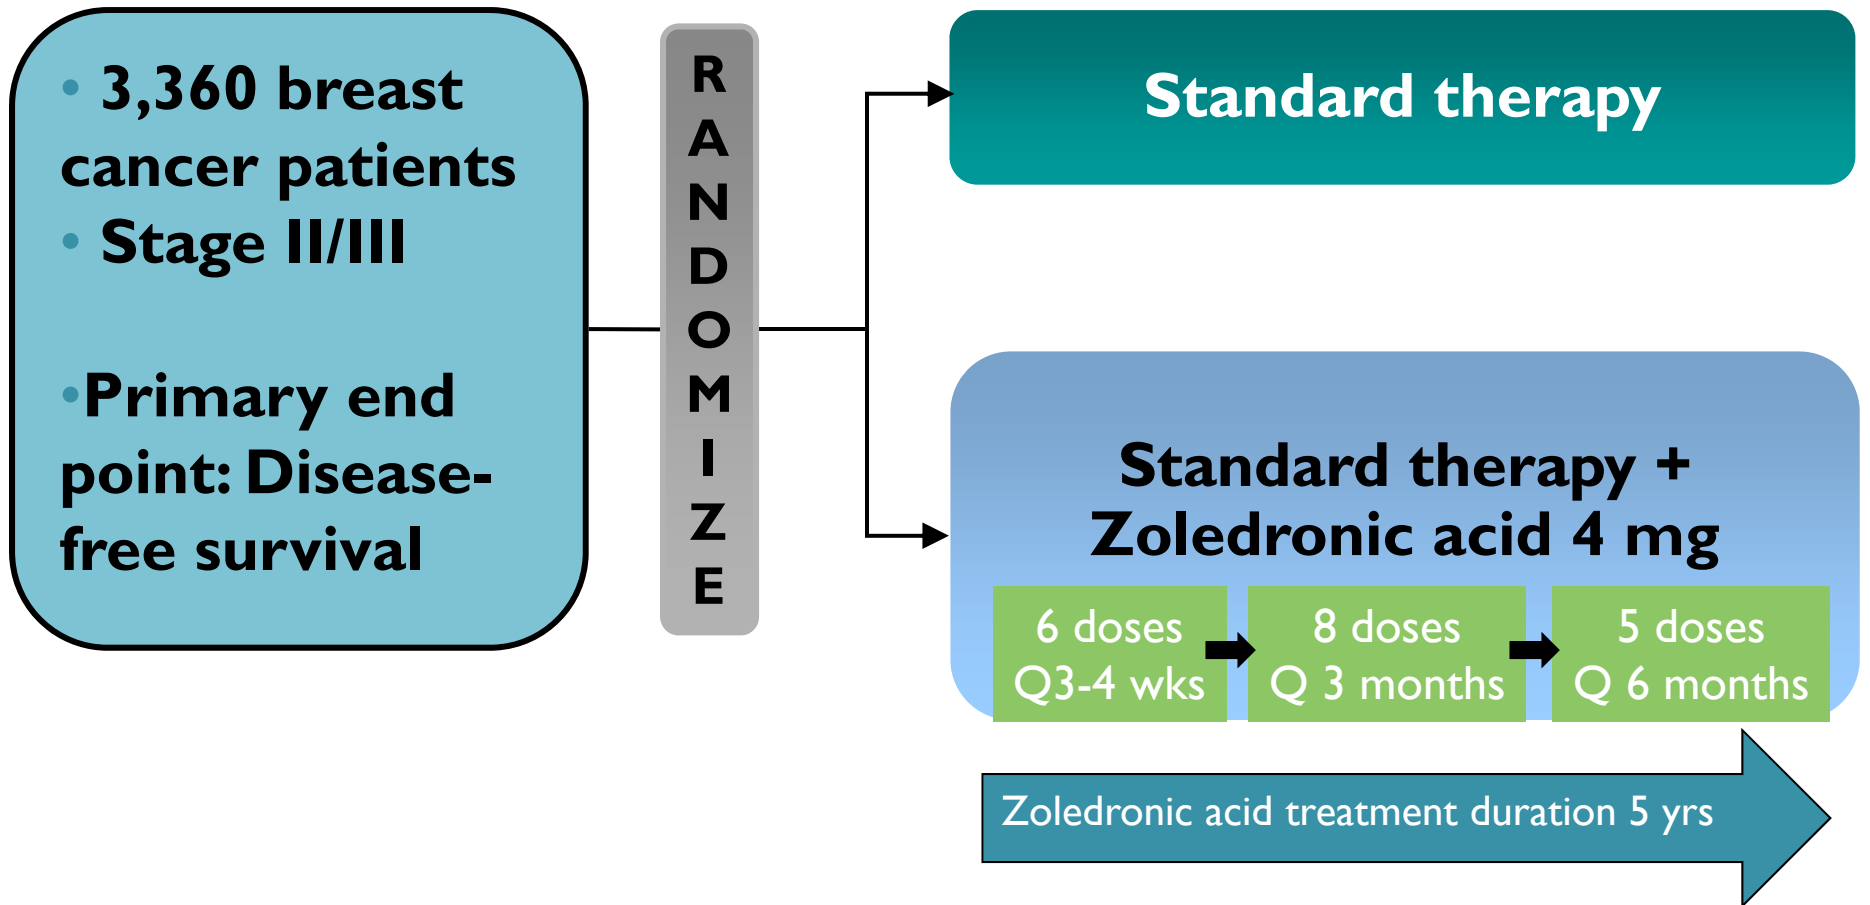 • 3,360 breast
cancer patients
• Stage II/III
•Primary end
point: Disease-
free survival
R
A
N
D
O
M
I
Z
E
Standard therapy
Standard therapy +
Zoledronic acid 4 mg
6 doses
Q3-4 wks
8 doses
Q 3 months
5 doses
Q 6 months
Zoledronic acid treatment duration 5 yrs